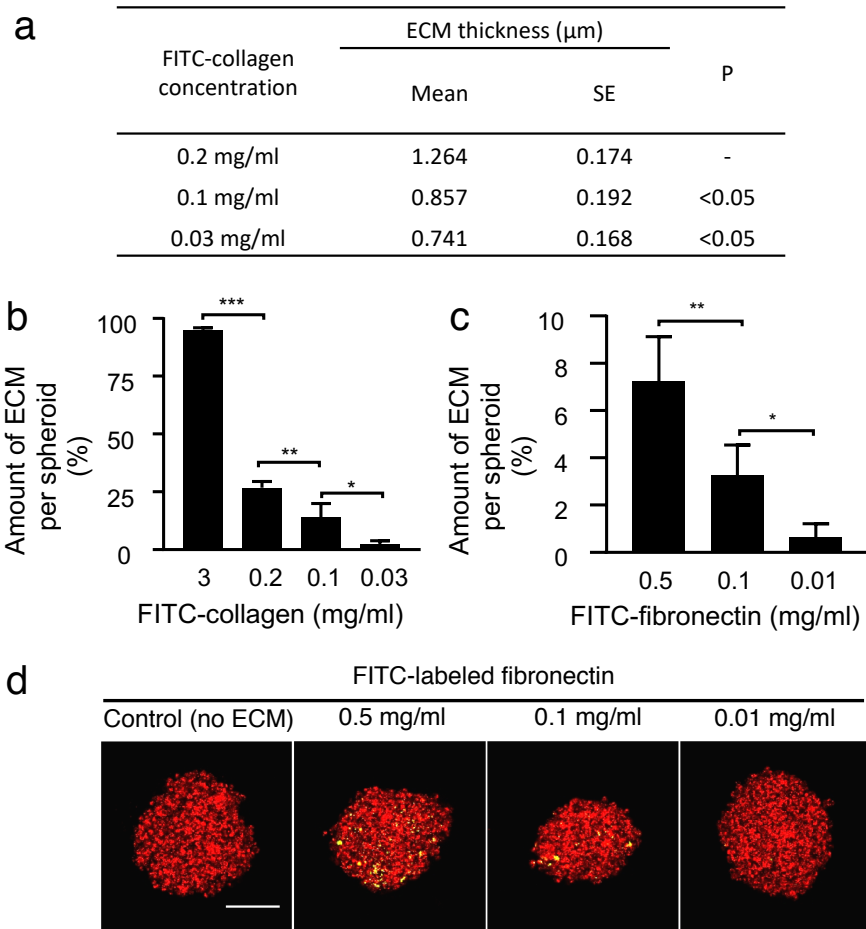 a
FITC-collagen
concentration
ECM thickness (µm)
P
Mean SE
0.2 mg/ml 1.264 0.174 -
0.1 mg/ml 0.857 0.192 <0.05
0.03 mg/ml 0.741 0.168 <0.05
b
Amount of ECM
per spheroid
(%)
100
75
50
25
0
***
**
*
3 0.2 0.1 0.03
FITC-collagen (mg/ml)
c
Amount of ECM
per spheroid
(%)
10
8
6
4
2
0
**
*
0.5 0.1 0.01
FITC-fibronectin (mg/ml)
d
FITC-labeled fibronectin
Control (no ECM) 0.5 mg/ml 0.1 mg/ml 0.01 mg/ml